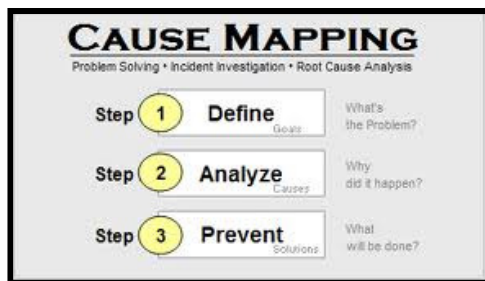 CAUSE MAPPING
Problem Solving • Incident Investigation • Root Cause Analysis
Step 1 Define Goals
What's
the Problem?
Step 2 Analyze Causes
Why
did it happen?
Step 3 Prevent Solutions
What
will be done?